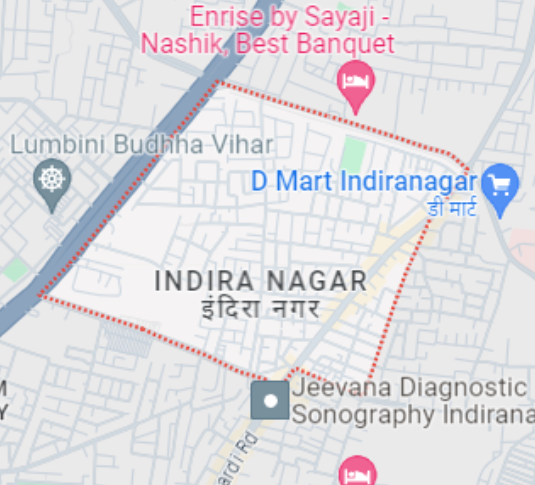 Enrise by Sayaji -
Nashik, Best Banquet
Lumbini Budhha Vihar
D Mart Indiranagar
डी मार्ट
INDIRA NAGAR
इंदिरा नगर
M
Y
Jeevana Diagnostic
Sonography Indirana
ardi Rd